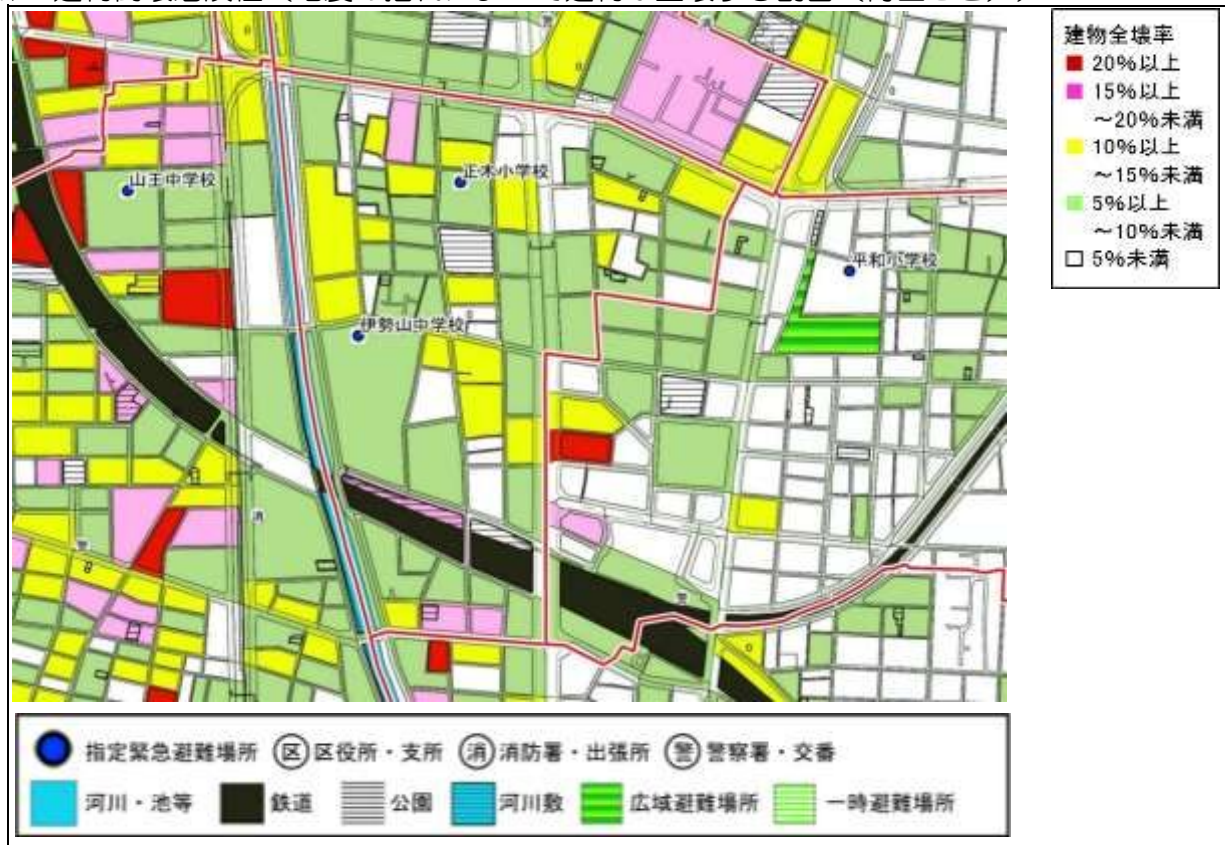 建物全壊率
20%以上
15%以上
~20%未満
10%以上
~15%未満
5%以上
~10%未満
5%未満
警
消
山王中学校
正木小学校
平和小学校
伊勢山中学校
消
警
警
指定緊急避難場所 区 区役所・支所 消 消防署・出張所 警 警察署・交番
河川・池等 鉄道 公園 河川敷 広域避難場所 一時避難場所